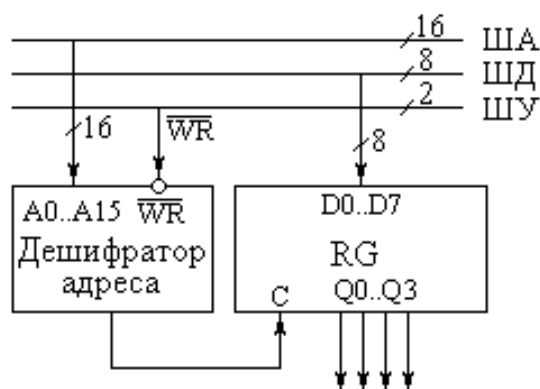 16 ША
8 ШД
2 ШУ
16 WR 8
A0..A15 WR D0..D7
Дешифратор RG
адреса C Q0..Q3